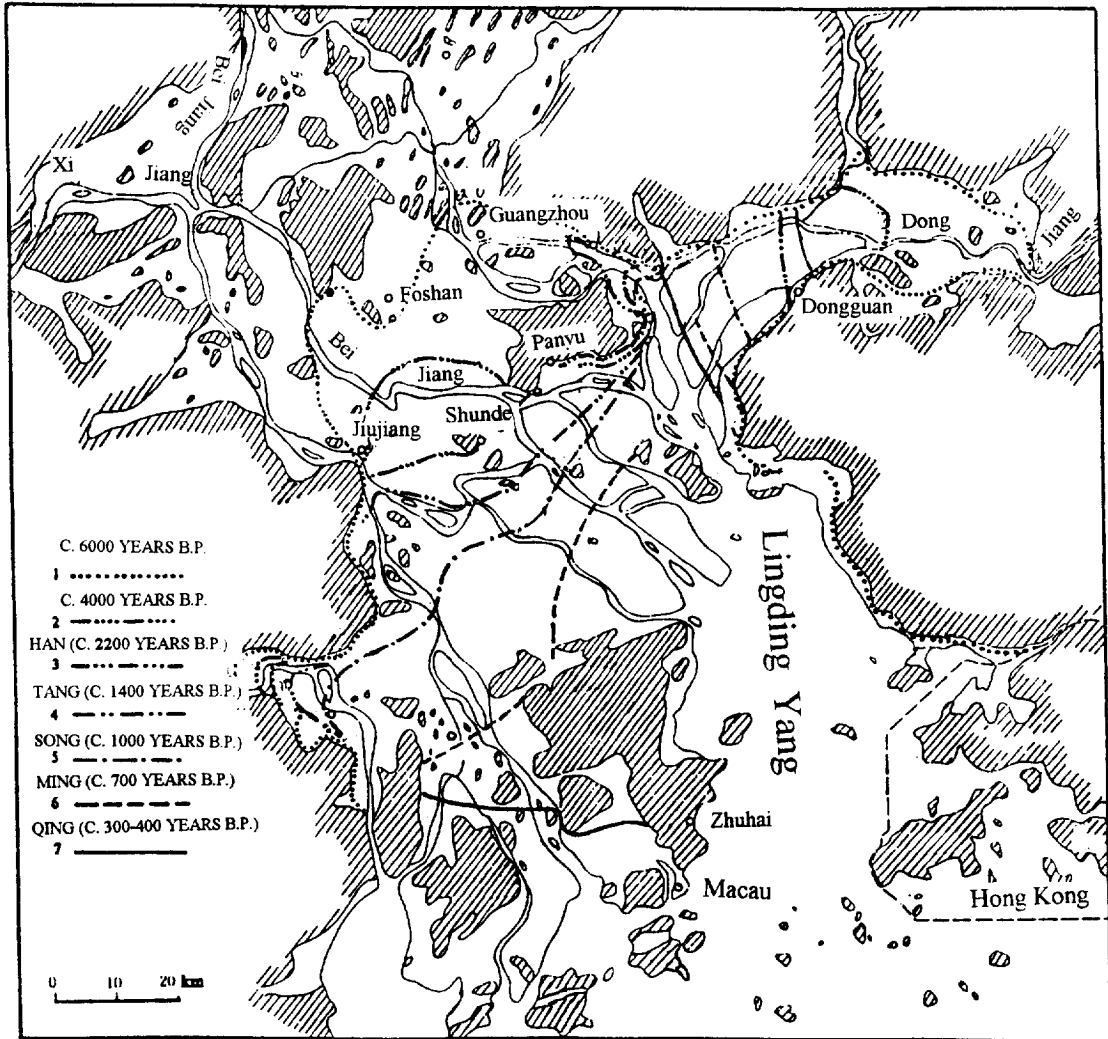 Bei
Jiang
Xi
Jiang
Guangzhou
Dong
Jiang
Foshan
Dongguan
Panyu
Bei
Jiang
Shunde
Jiujiang
Lingding Yang
C. 6000 YEARS B.P.
1
C. 4000 YEARS B.P.
2
HAN (C. 2200 YEARS B.P.)
3
TANG (C. 1400 YEARS B.P.)
4
SONG (C. 1000 YEARS B.P.)
5
MING (C. 700 YEARS B.P.)
6
QING (C. 300-400 YEARS B.P.)
7
Zhuhai
Macau
Hong Kong
0 10 20 km